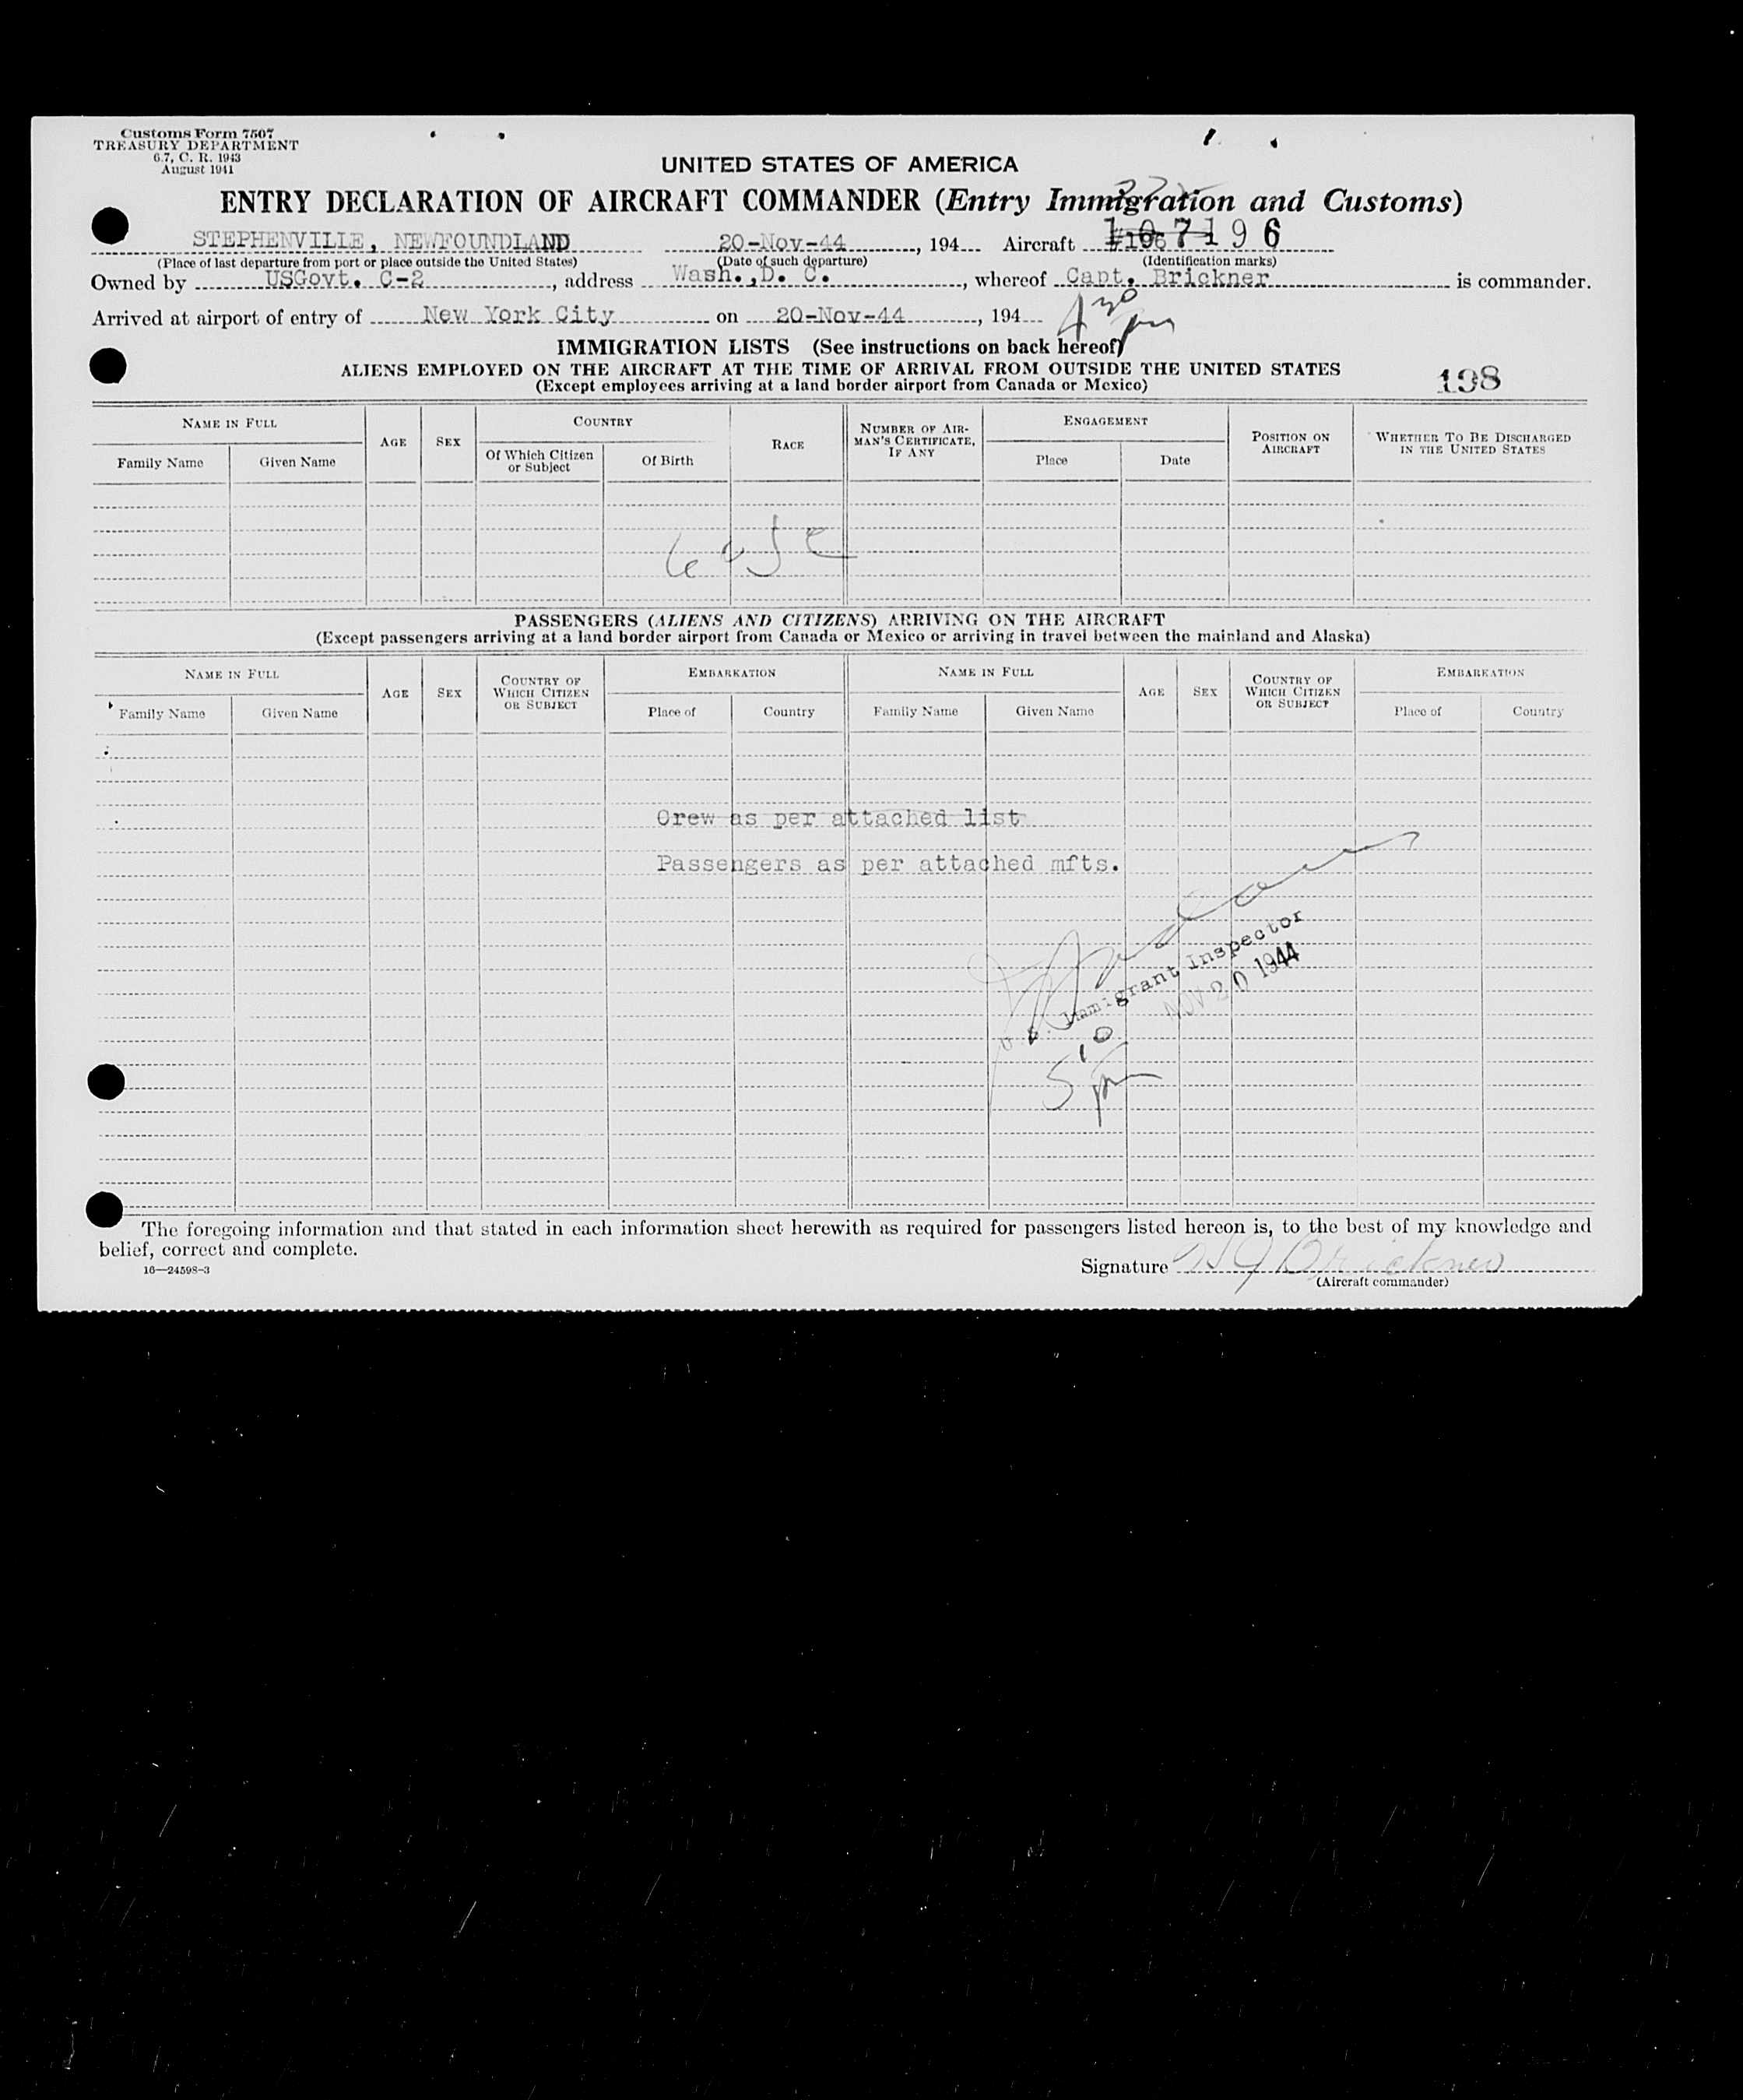 Customs Form 7507
TREASURY DEPARTMENT
6.7, C. R. 1943
August 1941
UNITED STATES OF AMERICA
ENTRY DECLARATION OF AIRCRAFT COMMANDER (Entry Immigration and Customs)
STEPHENVILLE, NEWFOUNDLAND 20-Nov-44, 194 Aircraft 107196
(Place of last departure from port or place outside the United States) (Date of such departure) (Identification marks)
Owned by USGovt. C-2, address Wash., D. C., whereof Capt. Brickner is commander.
Arrived at airport of entry of New York City on 20-Nov-44, 194 4 30 pm
IMMIGRATION LISTS (See instructions on back hereof)
ALIENS EMPLOYED ON THE AIRCRAFT AT THE TIME OF ARRIVAL FROM OUTSIDE THE UNITED STATES
(Except employees arriving at a land border airport from Canada or Mexico)
198
NAME IN FULL AGE SEX COUNTRY RACE NUMBER OF AIRMAN'S CERTIFICATE, IF ANY ENGAGEMENT POSITION ON AIRCRAFT WHETHER TO BE DISCHARGED IN THE UNITED STATES
Family Name Given Name Of Which Citizen or Subject Of Birth Place Date
PASSENGERS (ALIENS AND CITIZENS) ARRIVING ON THE AIRCRAFT
(Except passengers arriving at a land border airport from Canada or Mexico or arriving in travel between the mainland and Alaska)
NAME IN FULL AGE SEX COUNTRY OF WHICH CITIZEN OR SUBJECT EMBARKATION NAME IN FULL AGE SEX COUNTRY OF WHICH CITIZEN OR SUBJECT EMBARKATION
Family Name Given Name Place of Country Family Name Given Name Place of Country
Crew as per attached list
Passengers as per attached mfts.
U. S. Immigrant Inspector
NOV 20 1944
5 10 pm
The foregoing information and that stated in each information sheet herewith as required for passengers listed hereon is, to the best of my knowledge and
belief, correct and complete.
16—24598-3
Signature Brickner
(Aircraft commander)